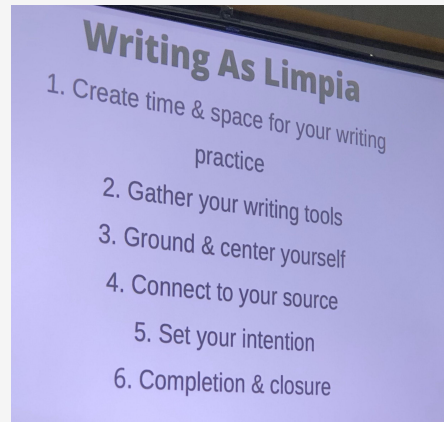 Writing As Limpia
1. Create time & space for your writing
practice
2. Gather your writing tools
3. Ground & center yourself
4. Connect to your source
5. Set your intention
6. Completion & closure